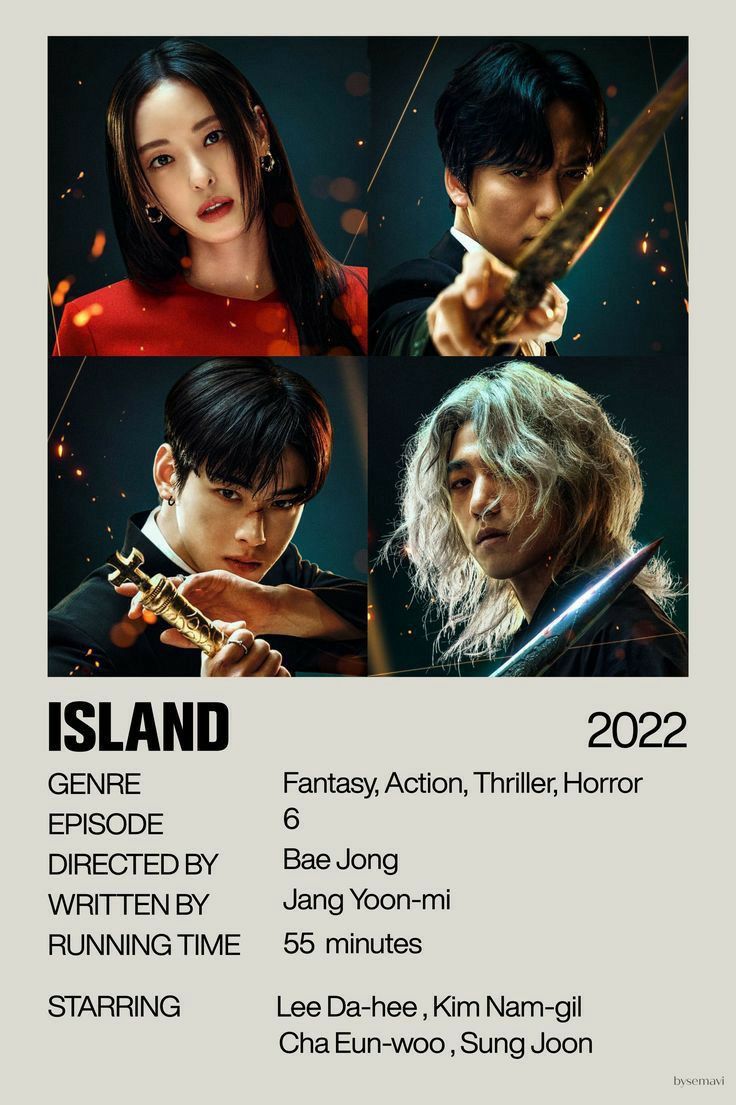 ISLAND 2022
GENRE Fantasy, Action, Thriller, Horror
EPISODE 6
DIRECTED BY Bae Jong
WRITTEN BY Jang Yoon-mi
RUNNING TIME 55 minutes
STARRING Lee Da-hee , Kim Nam-gil
Cha Eun-woo , Sung Joon
bysemavi